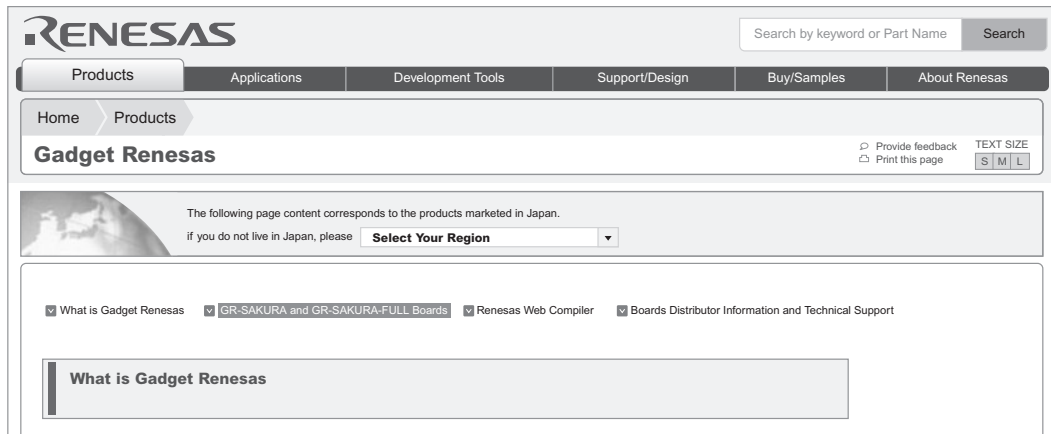 RENESAS
Search by keyword or Part Name Search
Products Applications Development Tools Support/Design Buy/Samples About Renesas
Home Products
Gadget Renesas
Provide feedback
Print this page
TEXT SIZE
S M L
The following page content corresponds to the products marketed in Japan.
if you do not live in Japan, please Select Your Region
What is Gadget Renesas GR-SAKURA and GR-SAKURA-FULL Boards Renesas Web Compiler Boards Distributor Information and Technical Support
What is Gadget Renesas